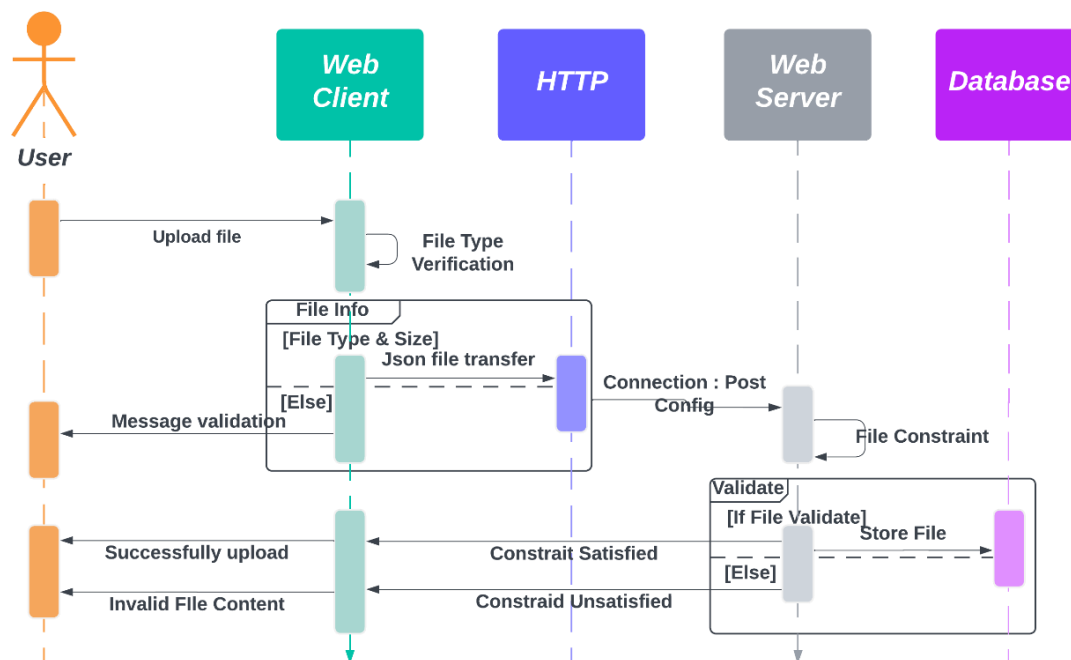 Web
Client
HTTP
Web
Server
Database
User
Upload file
File Type
Verification
File Info
[File Type & Size]
Json file transfer
Connection : Post
Config
[Else]
Message validation
File Constraint
Validate
[If File Validate]
Store File
Successfully upload
Constrait Satisfied
[Else]
Invalid FIle Content
Constraid Unsatisfied